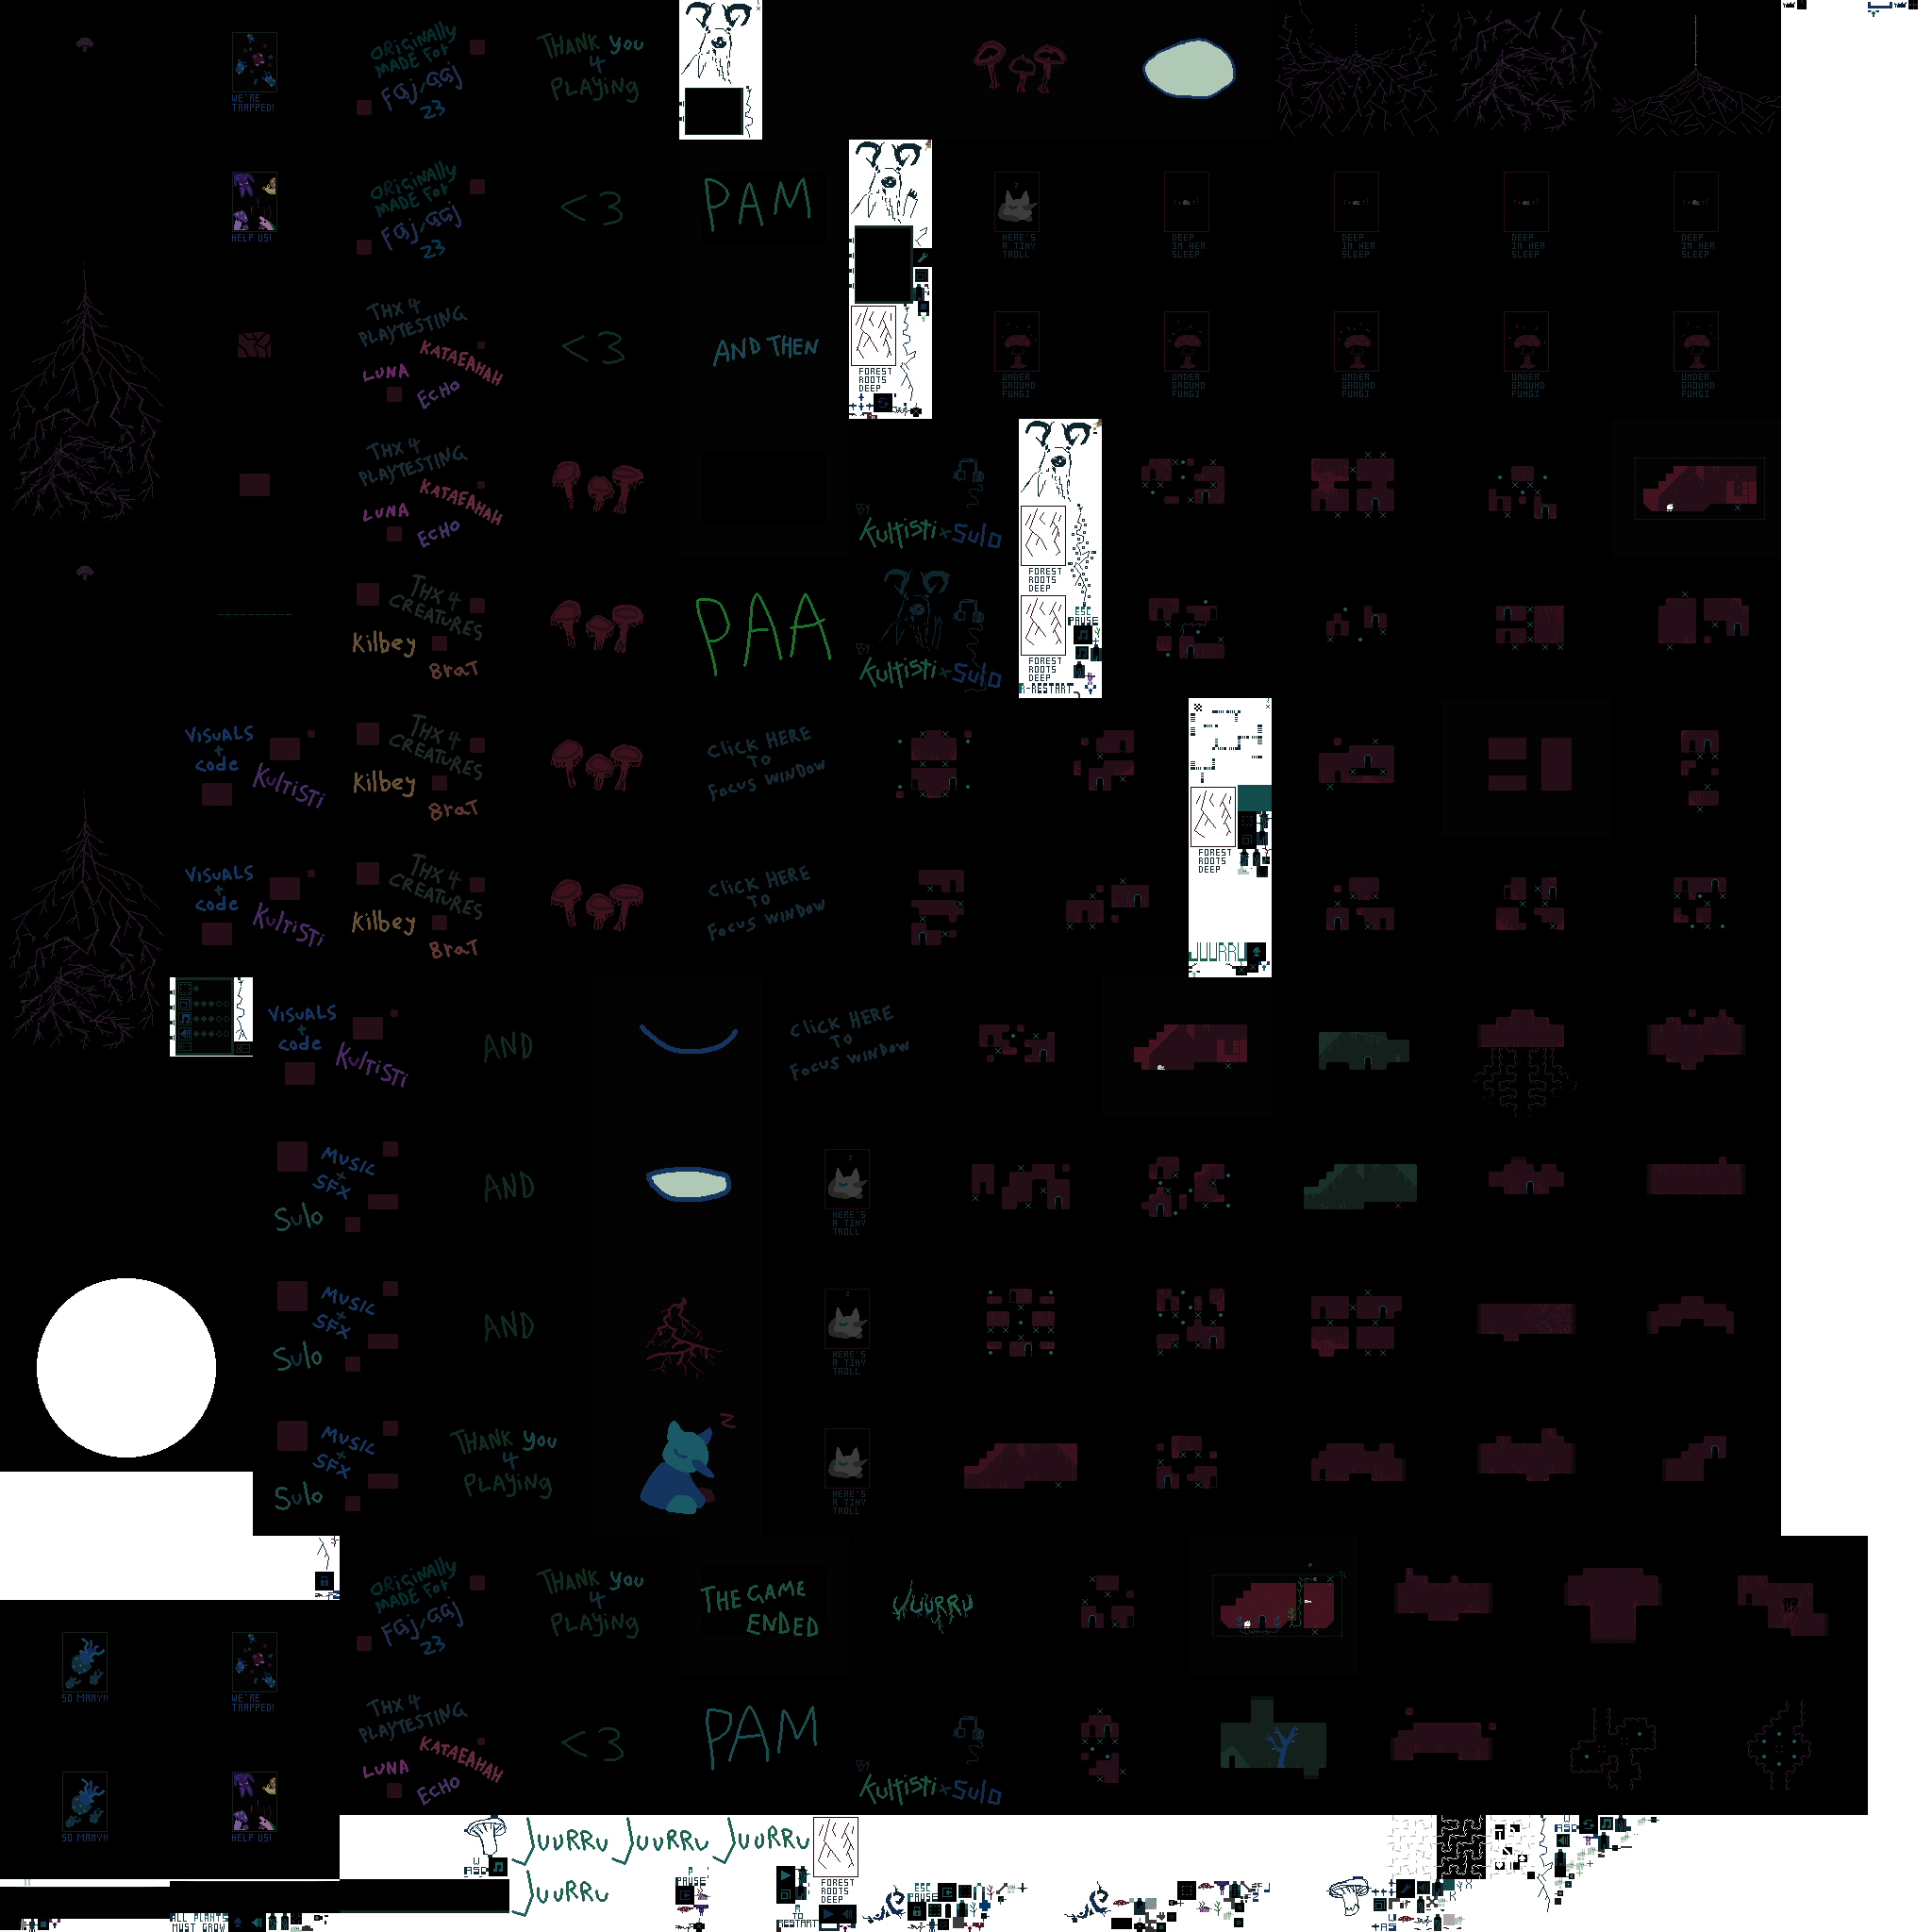 WE'RE
TRAPPED!
ORIGINALLY
MADE FOR
FGJ/GGJ
23
THANK YOU
4
PLAYING
HELP US!
ORIGINALLY
MADE FOR
FGJ/GGJ
23
<3
PAM
HERE'S
A TINY
TROLL
DEEP
IN HER
SLEEP
DEEP
IN HER
SLEEP
DEEP
IN HER
SLEEP
DEEP
IN HER
SLEEP
THX 4
PLAYTESTING
LUNA
KATAEAHAH
ECHO
<3
AND THEN
FOREST
ROOTS
DEEP
UNDER
GROUND
FUNGI
UNDER
GROUND
FUNGI
UNDER
GROUND
FUNGI
UNDER
GROUND
FUNGI
UNDER
GROUND
FUNGI
THX 4
PLAYTESTING
LUNA
KATAEAHAH
ECHO
BY
Kultisti x Sulo
FOREST
ROOTS
DEEP
THX 4
CREATURES
Kilbey
BraT
PAA
Kultisti x Sulo
ESC
PAUSE
FOREST
ROOTS
DEEP
R-RESTART
VISUALS
+
code
KulTiSTi
THX 4
CREATURES
Kilbey
BraT
Click HERE
TO
Focus WINDOW
FOREST
ROOTS
DEEP
VISUALS
+
code
KulTiSTi
THX 4
CREATURES
Kilbey
BraT
Click HERE
TO
Focus WINDOW
JUURRU
VISUALS
+
code
KulTiSTi
AND
Click HERE
TO
Focus WINDOW
MUSIC
+
SFX
Sulo
AND
HERE'S
A TINY
TROLL
MUSIC
+
SFX
Sulo
AND
HERE'S
A TINY
TROLL
MUSIC
+
SFX
Sulo
THANK YOU
4
PLAYING
Z
HERE'S
A TINY
TROLL
ORIGINALLY
MADE FOR
FGJ/GGJ
23
THANK YOU
4
PLAYING
THE GAME
ENDED
JUURRU
SO MANY!!
WE'RE
TRAPPED!
THX 4
PLAYTESTING
LUNA
KATAEAHAH
ECHO
<3
PAM
BY
Kultisti x Sulo
SO MANY!!
HELP US!
JUURRU
JUURRU
JUURRU
W
ASD
JUURRU
P
PAUSE
FOREST
ROOTS
DEEP
ESC
PAUSE
ALL PLANTS
MUST GROW
R
TO
RESTART